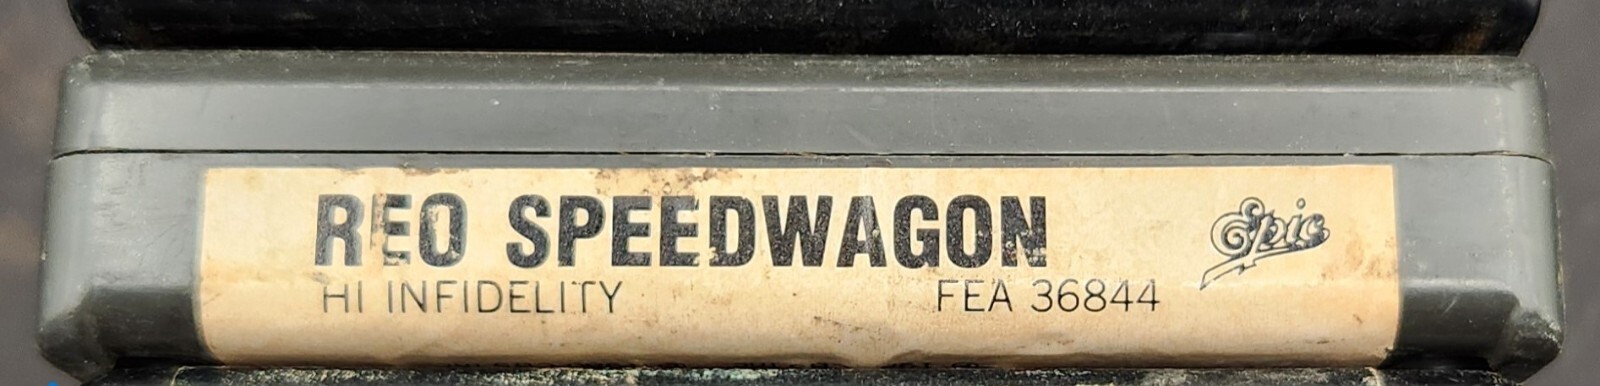 REO SPEEDWAGON
HI INFIDELITY
FEA 36844
Epic